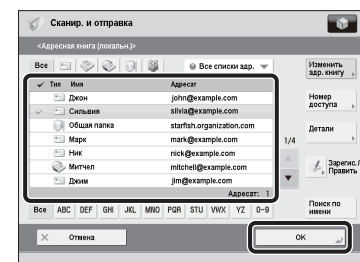 Сканир. и отправка
<Адресная книга (локальн.)>
Все
Все списки адр.
Изменить адр. книгу
Тип Имя Адресат
Джон john@example.com
Сильвия silvia@example.com
Общая папка starfish.organization.com
Марк mark@example.com
Ник nick@example.com
Митчел mitchell@example.com
Джим jim@example.com
Адресат: 1
1/4
Номер доступа
Детали
Зарегис./ Править
Все ABC DEF GHI JKL MNO PQR STU VWX YZ 0-9
Поиск по имени
Отмена
OK